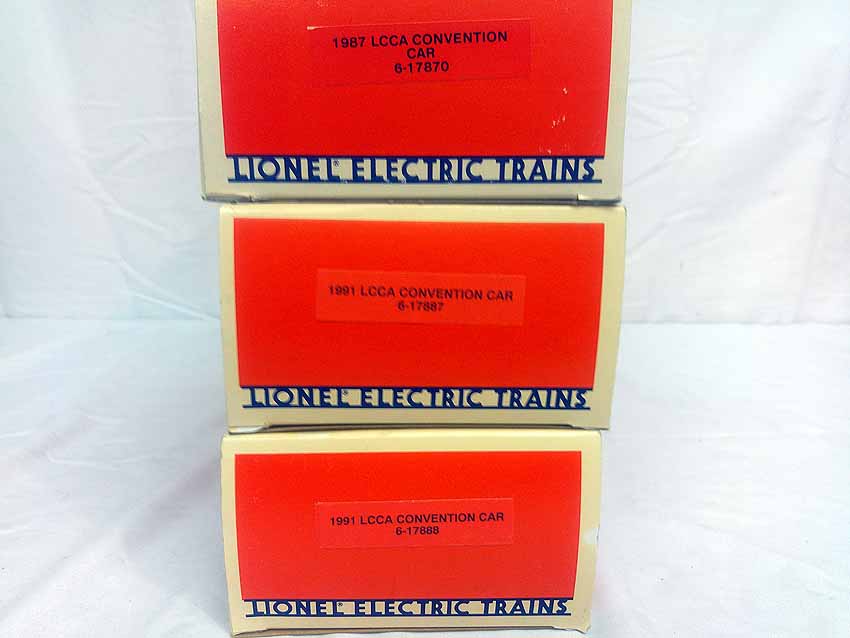 1987 LCCA CONVENTION
CAR
6-17870
LIONEL® ELECTRIC TRAINS
1991 LCCA CONVENTION CAR
6-17887
LIONEL® ELECTRIC TRAINS
1991 LCCA CONVENTION CAR
6-17888
LIONEL® ELECTRIC TRAINS